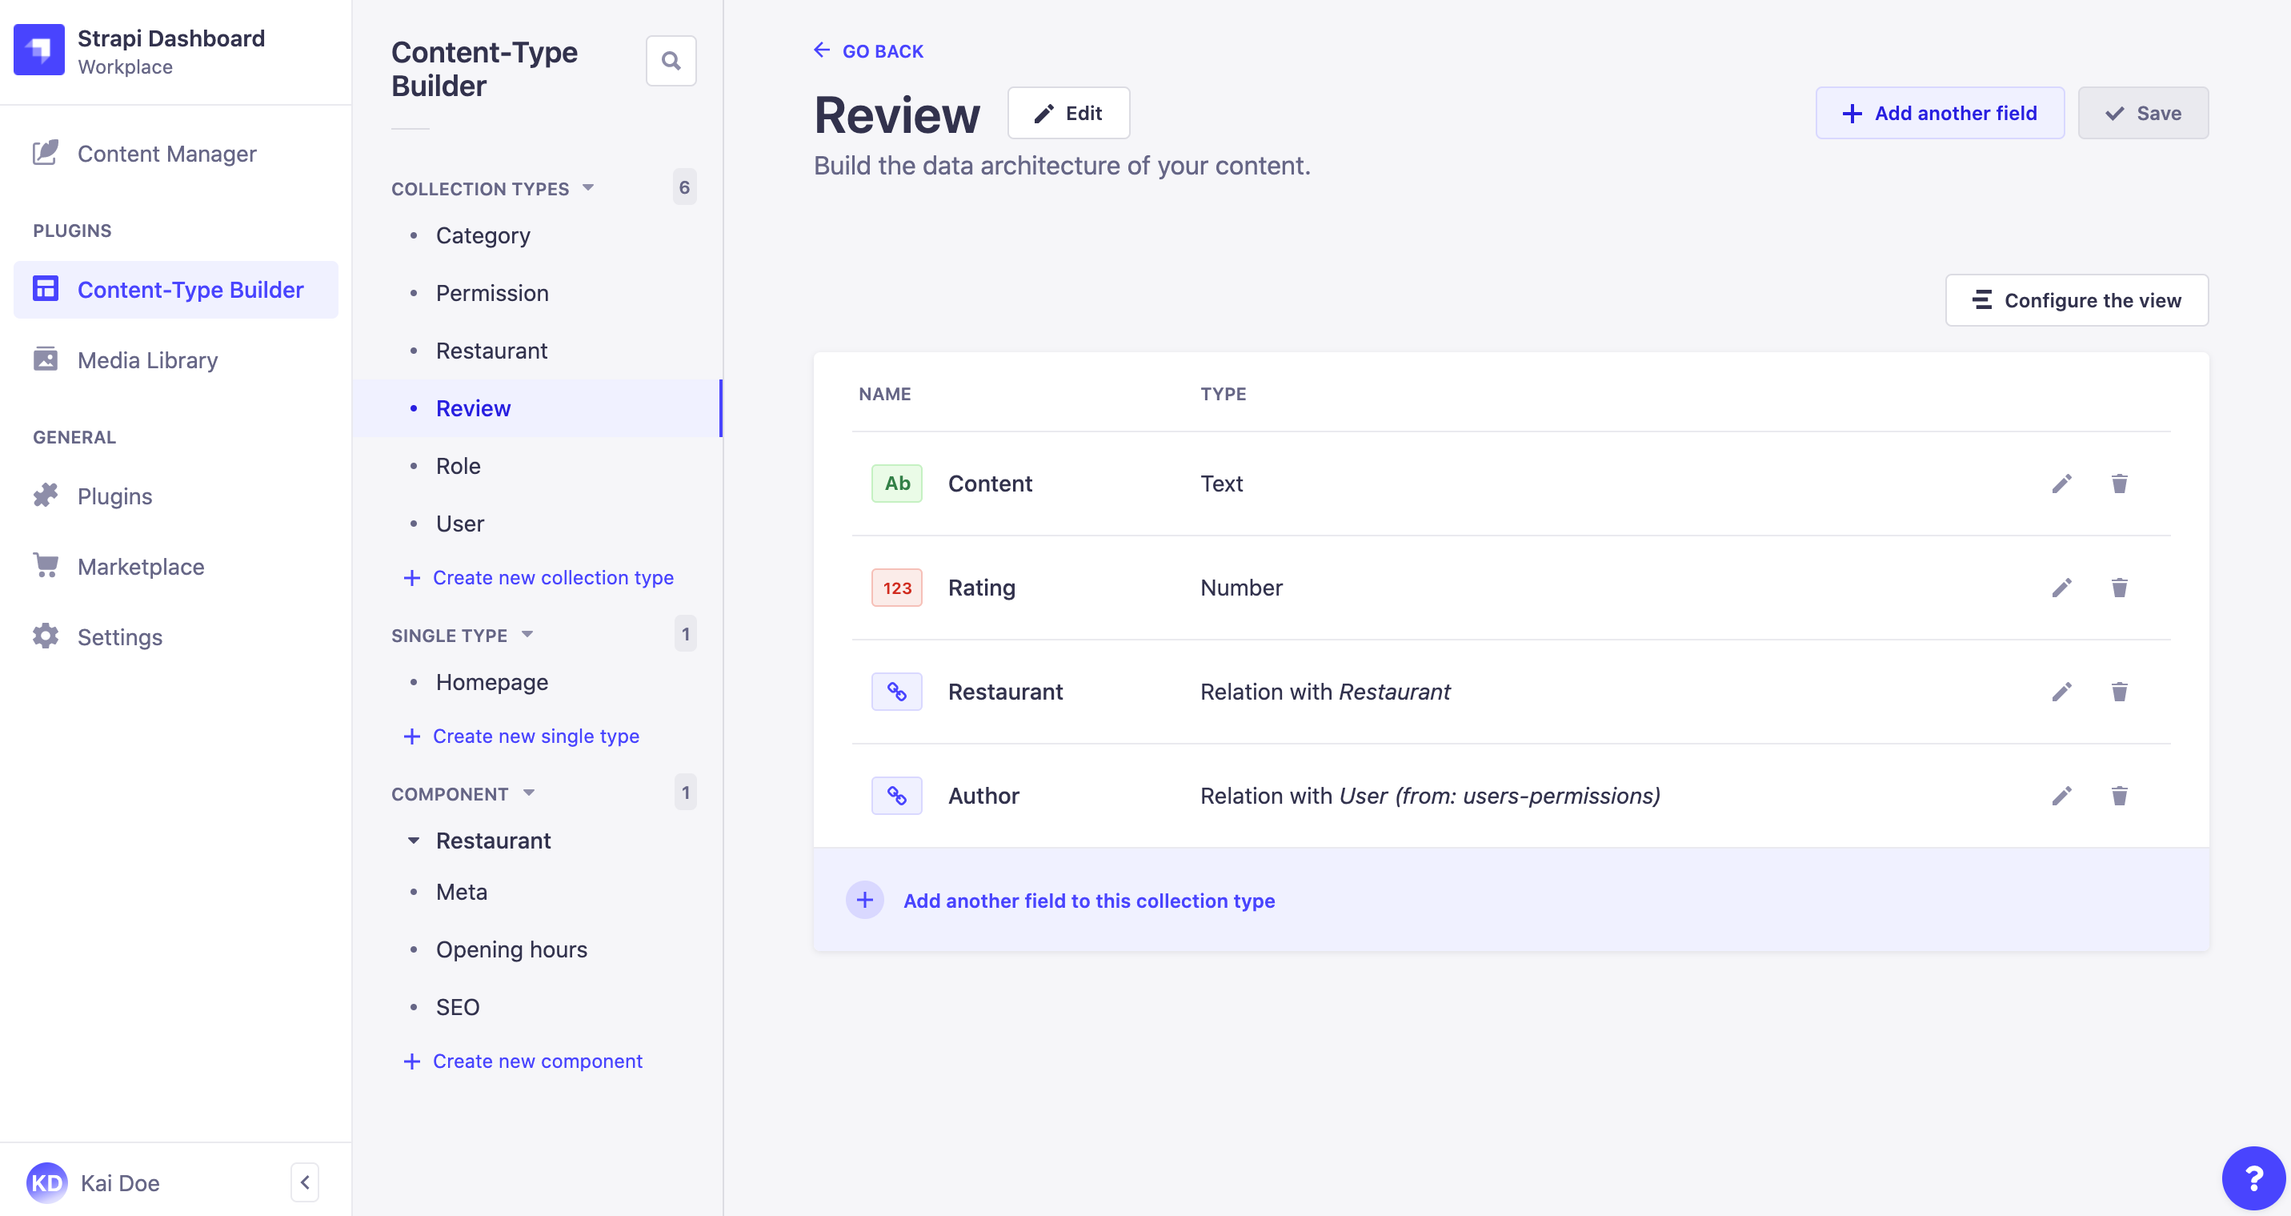 Strapi Dashboard
Workplace
Content Manager
PLUGINS
Content-Type Builder
Media Library
GENERAL
Plugins
Marketplace
Settings
KD Kai Doe
Content-Type
Builder
COLLECTION TYPES 6
Category
Permission
Restaurant
Review
Role
User
Create new collection type
SINGLE TYPE 1
Homepage
Create new single type
COMPONENT 1
Restaurant
Meta
Opening hours
SEO
Create new component
GO BACK
Review Edit Add another field Save
Build the data architecture of your content.
Configure the view
NAME TYPE
Ab Content Text
123 Rating Number
Restaurant Relation with Restaurant
Author Relation with User (from: users-permissions)
Add another field to this collection type
?